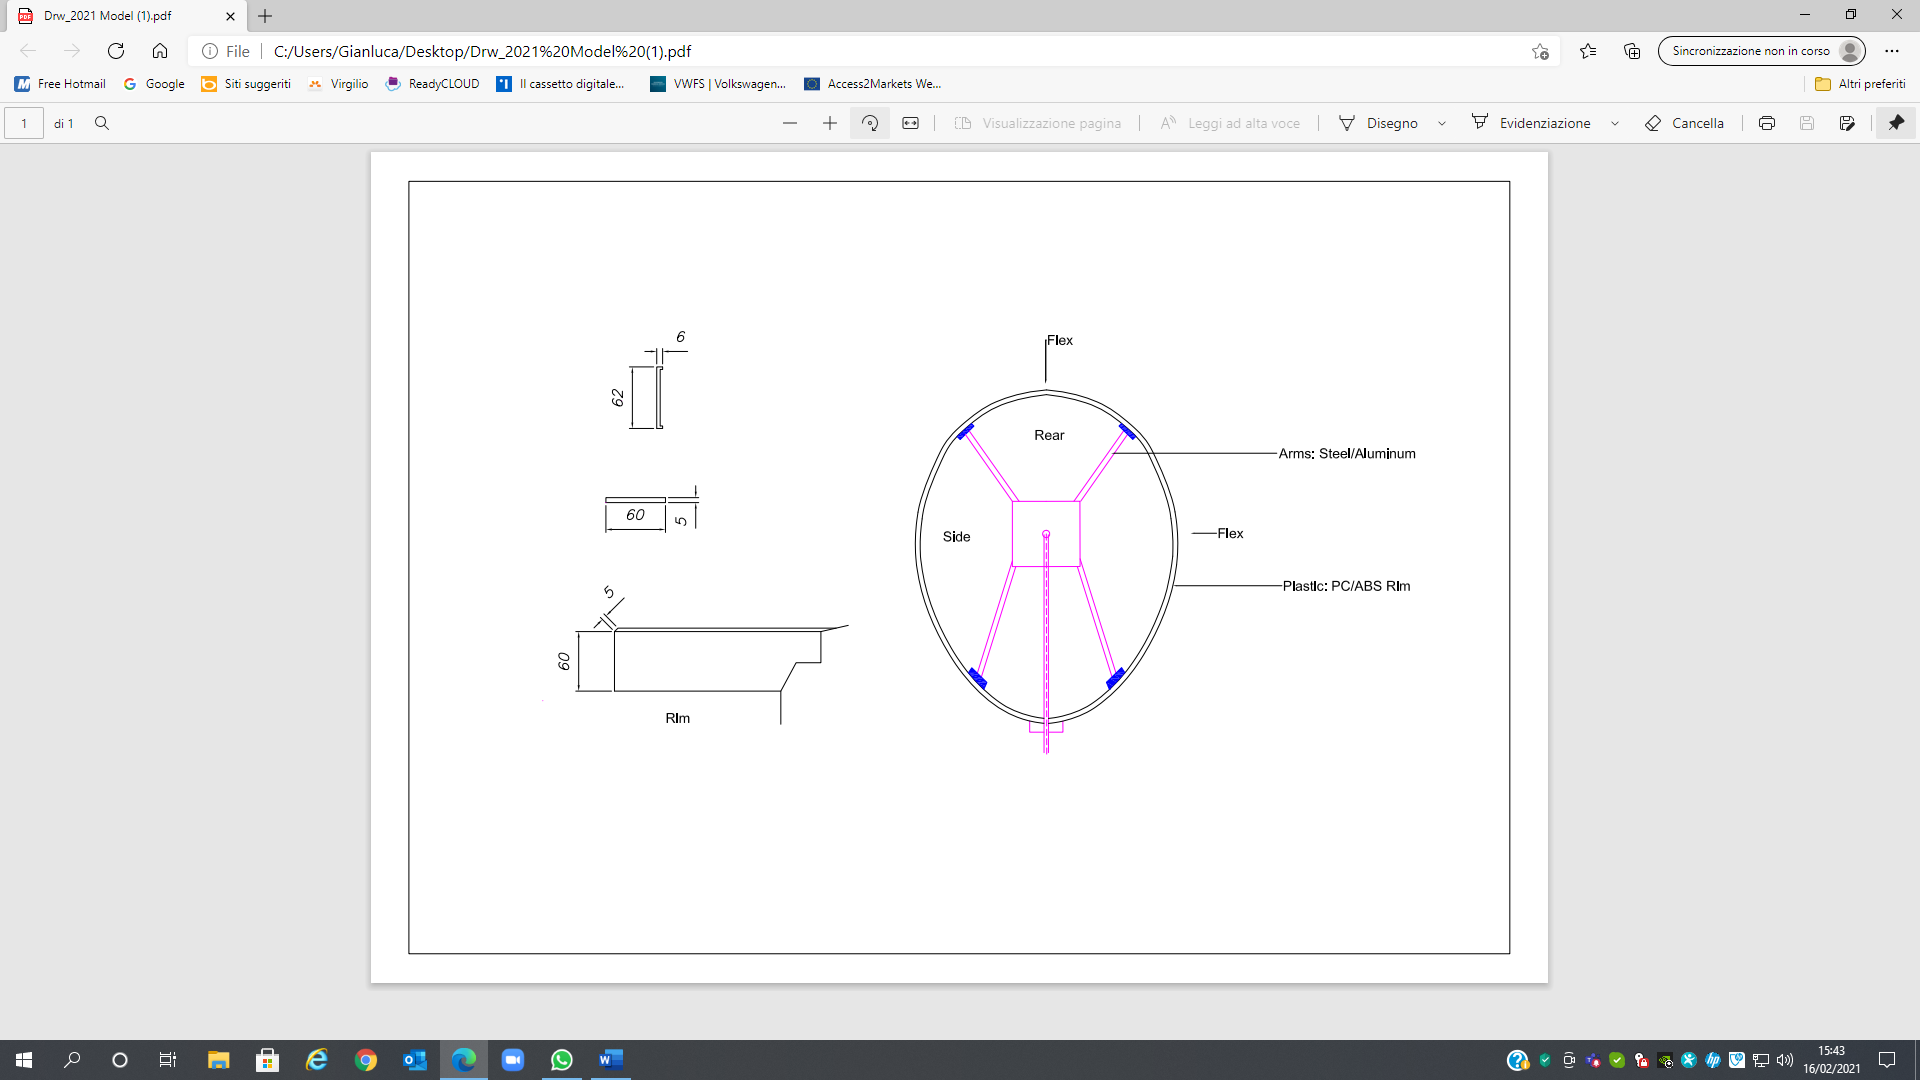 Drw_2021 Model (1).pdf
File
C:/Users/Gianluca/Desktop/Drw_2021%20Model%20(1).pdf
Sincronizzazione non in corso
Free Hotmail
Google
Siti suggeriti
Virgilio
ReadyCLOUD
Il cassetto digitale...
VWFS | Volkswagen...
Access2Markets We...
Altri preferiti
1
di 1
Visualizzazione pagina
Leggi ad alta voce
Disegno
Evidenziazione
Cancella
6
62
60
5
5
60
Rim
Flex
Rear
Arms: Steel/Aluminum
Side
Flex
Plastic: PC/ABS Rim
15:43
16/02/2021